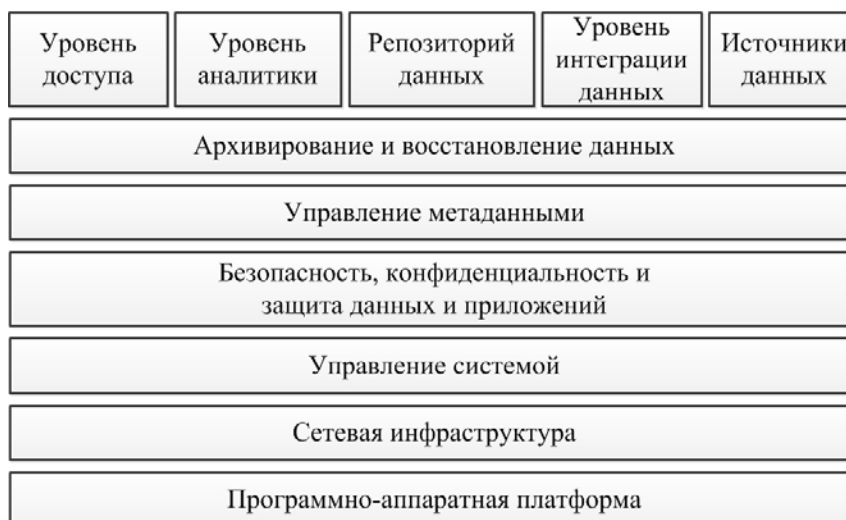 Уровень
доступа
Уровень
аналитики
Репозиторий
данных
Уровень
интеграции
данных
Источники
данных
Архивирование и восстановление данных
Управление метаданными
Безопасность, конфиденциальность и
защита данных и приложений
Управление системой
Сетевая инфраструктура
Программно-аппаратная платформа